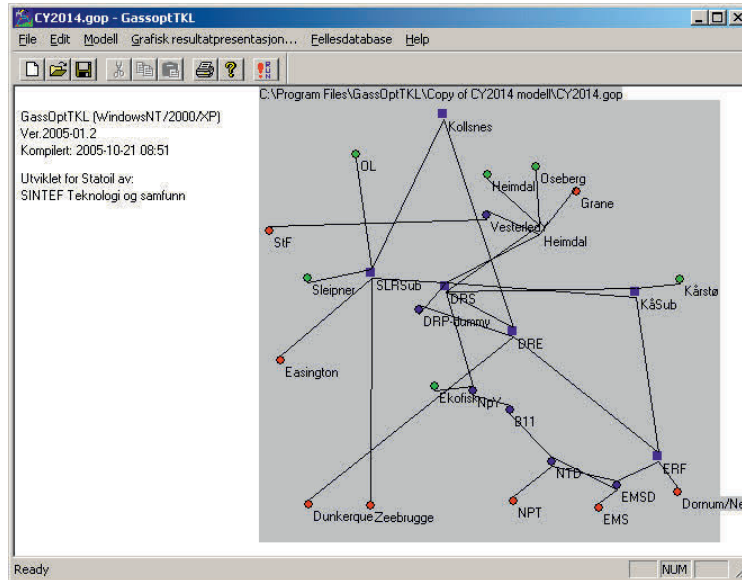 CY2014.gop - GassoptTKL
File Edit Modell Grafisk resultatpresentasjon... Fellesdatabase Help
RUN
C:\Program Files\GassOptTKL\Copy of CY2014 modell\CY2014.gop
GassOptTKL (WindowsNT/2000/XP)
Ver.2005-01.2
Kompilert: 2005-10-21 08:51
Utviklet for Statoil av:
SINTEF Teknologi og samfunn
Kollsnes
OL
Heimdal
Oseberg
Grane
Vesterled
Heimdal
StF
Sleipner
SLRSub
DRS
KåSub
Kårstø
DRP-dummy
DRE
Easington
Ekofisk
NpY
B11
NTD
ERF
EMSD
Dunkerque
Zeebrugge
NPT
EMS
Dornum/Ne
Ready
NUM